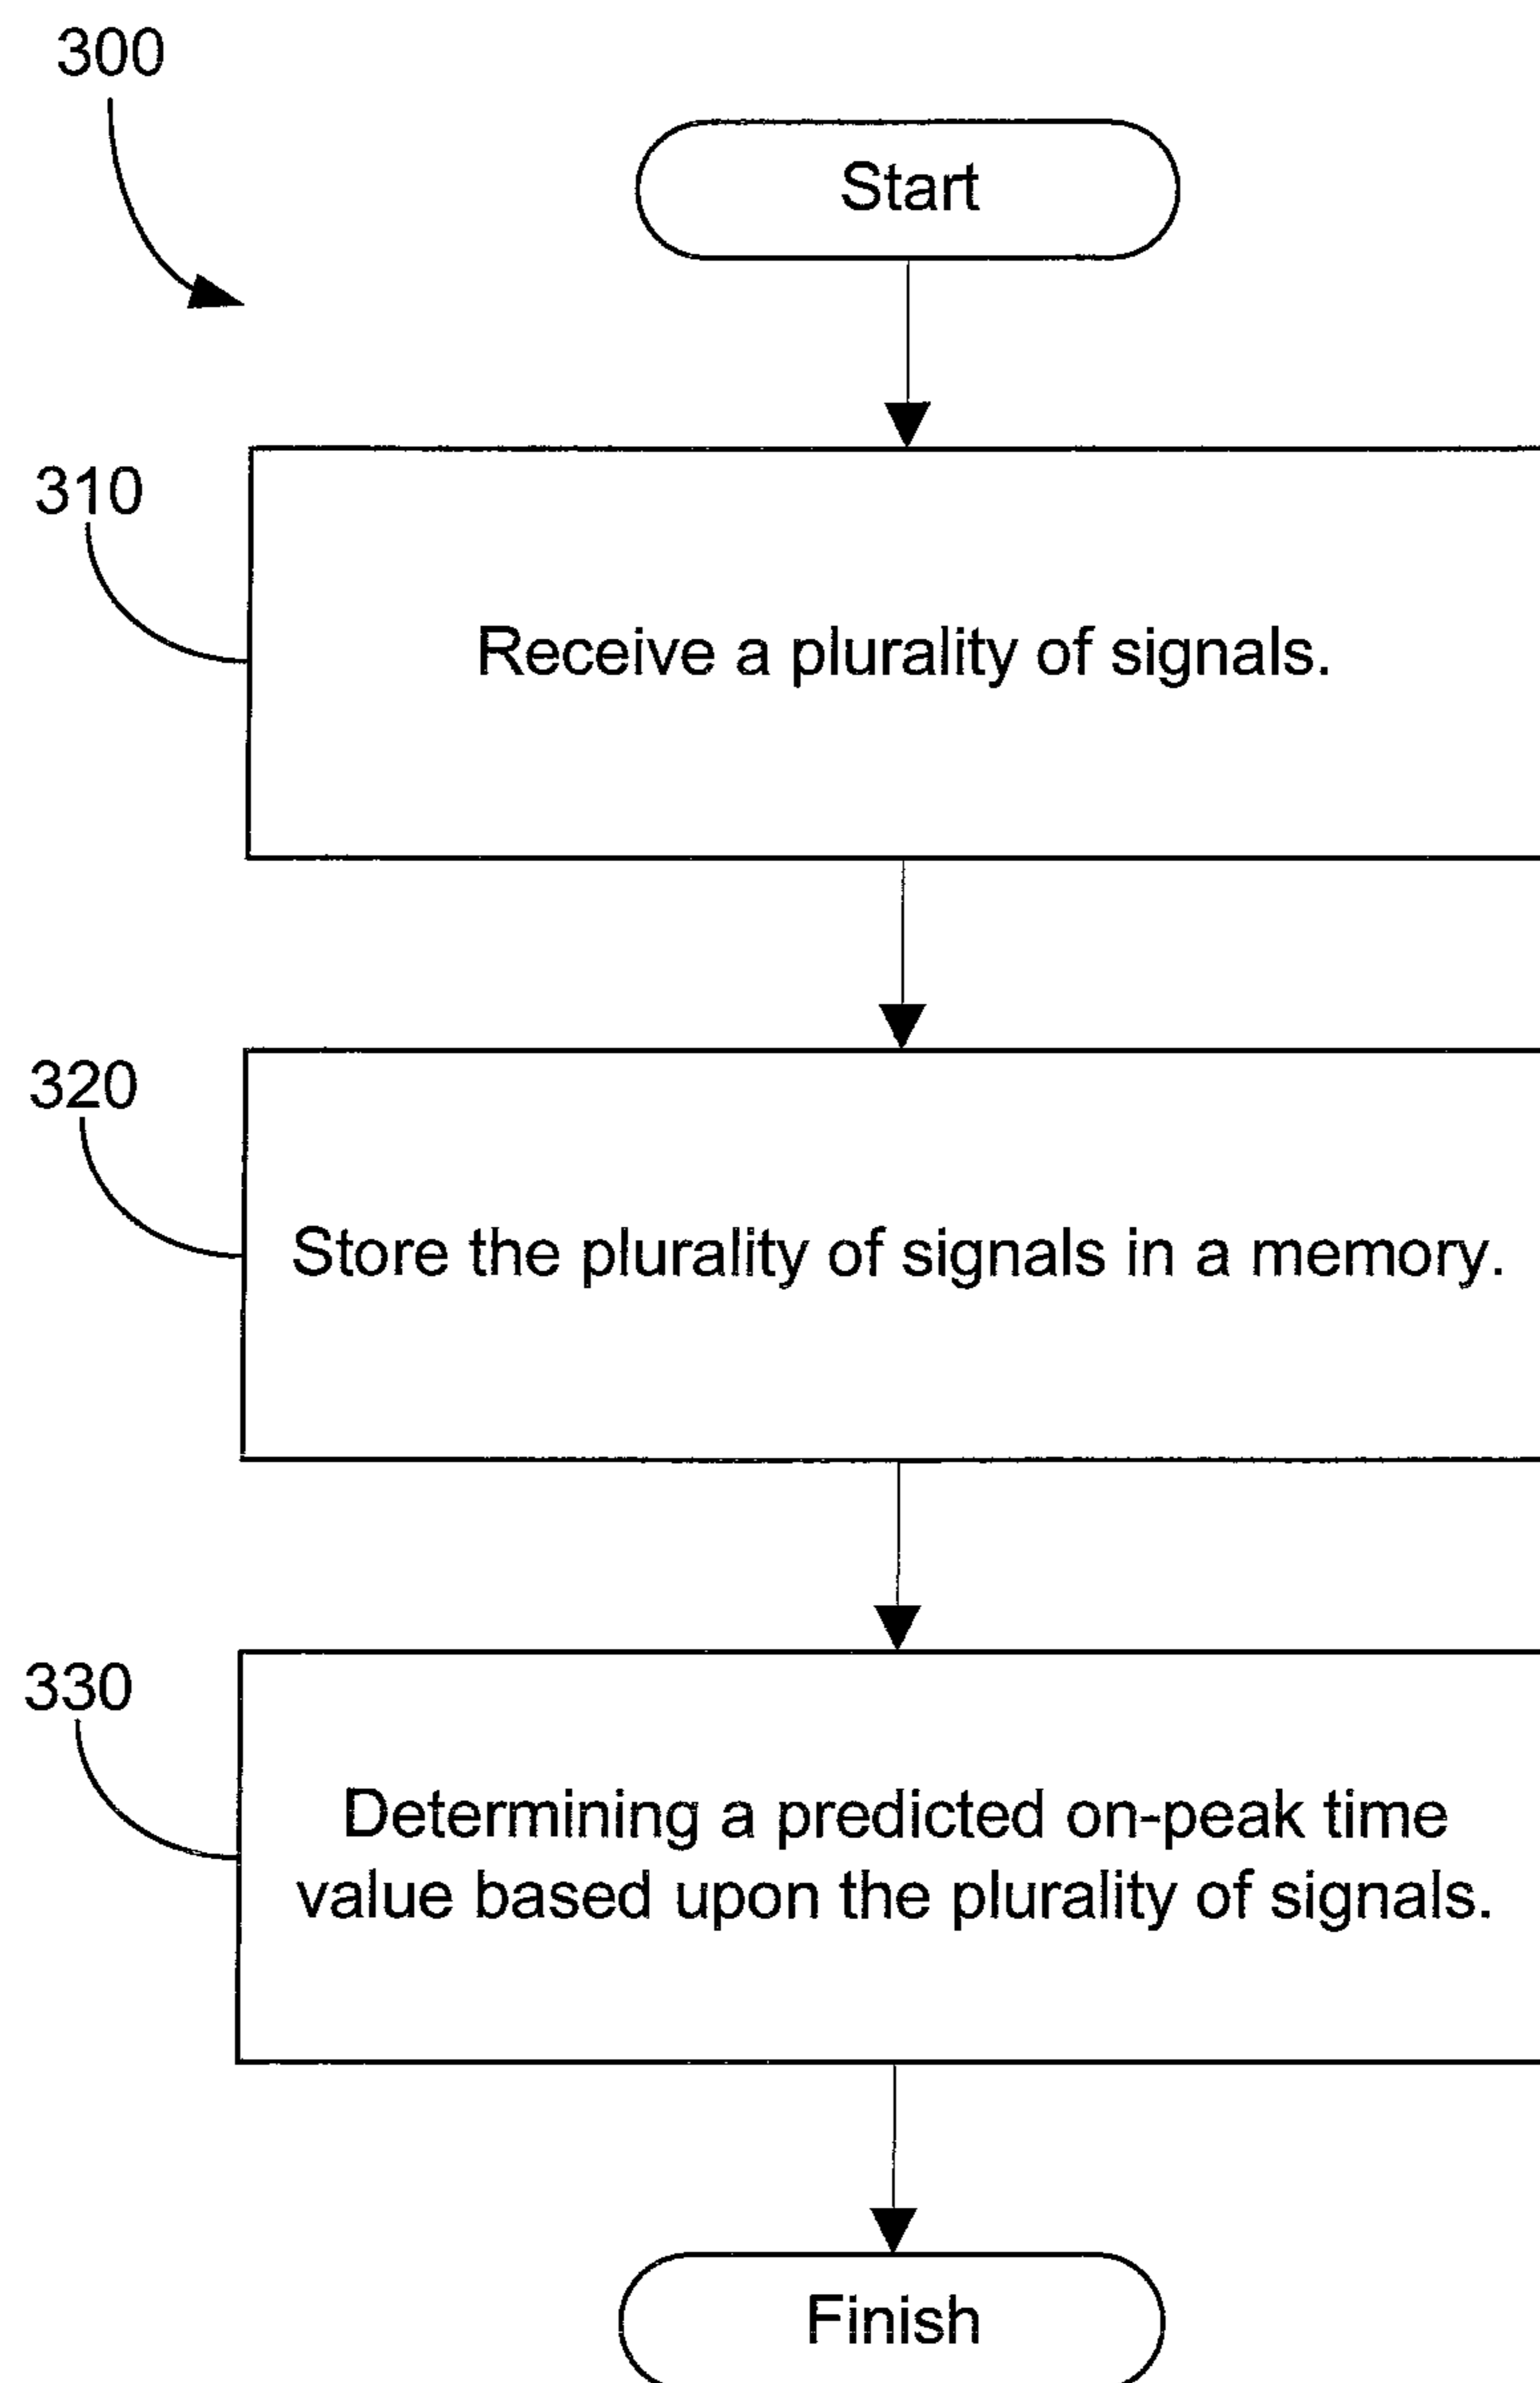 300
Start
310
Receive a plurality of signals.
320
Store the plurality of signals in a memory.
330
Determining a predicted on-peak time
value based upon the plurality of signals.
Finish